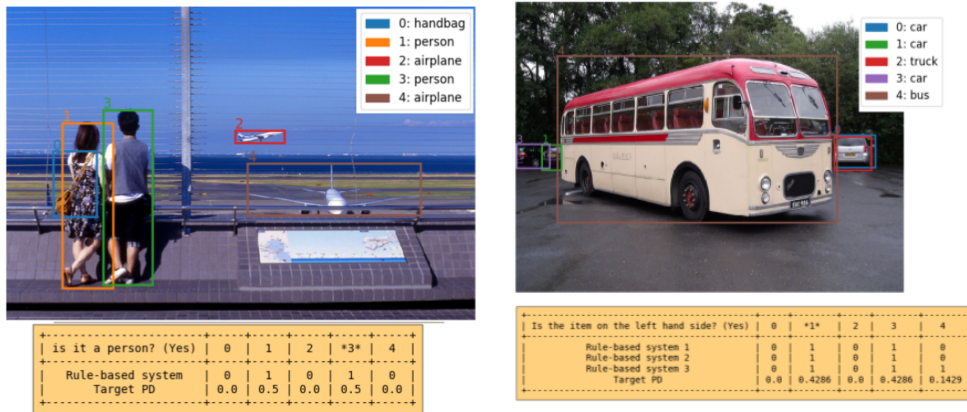 0: handbag
1: person
2: airplane
3: person
4: airplane
1
3
2
4
is it a person? (Yes) | 0 | 1 | 2 | *3* | 4
Rule-based system | 0 | 1 | 0 | 1 | 0
Target PD | 0.0 | 0.5 | 0.0 | 0.5 | 0.0
0: car
1: car
2: truck
3: car
4: bus
Is the item on the left hand side? (Yes) | 0 | *1* | 2 | 3 | 4
Rule-based system 1 | 0 | 1 | 0 | 1 | 0
Rule-based system 2 | 0 | 1 | 0 | 1 | 0
Rule-based system 3 | 0 | 1 | 0 | 1 | 1
Target PD | 0.0 | 0.4286 | 0.0 | 0.4286 | 0.1429